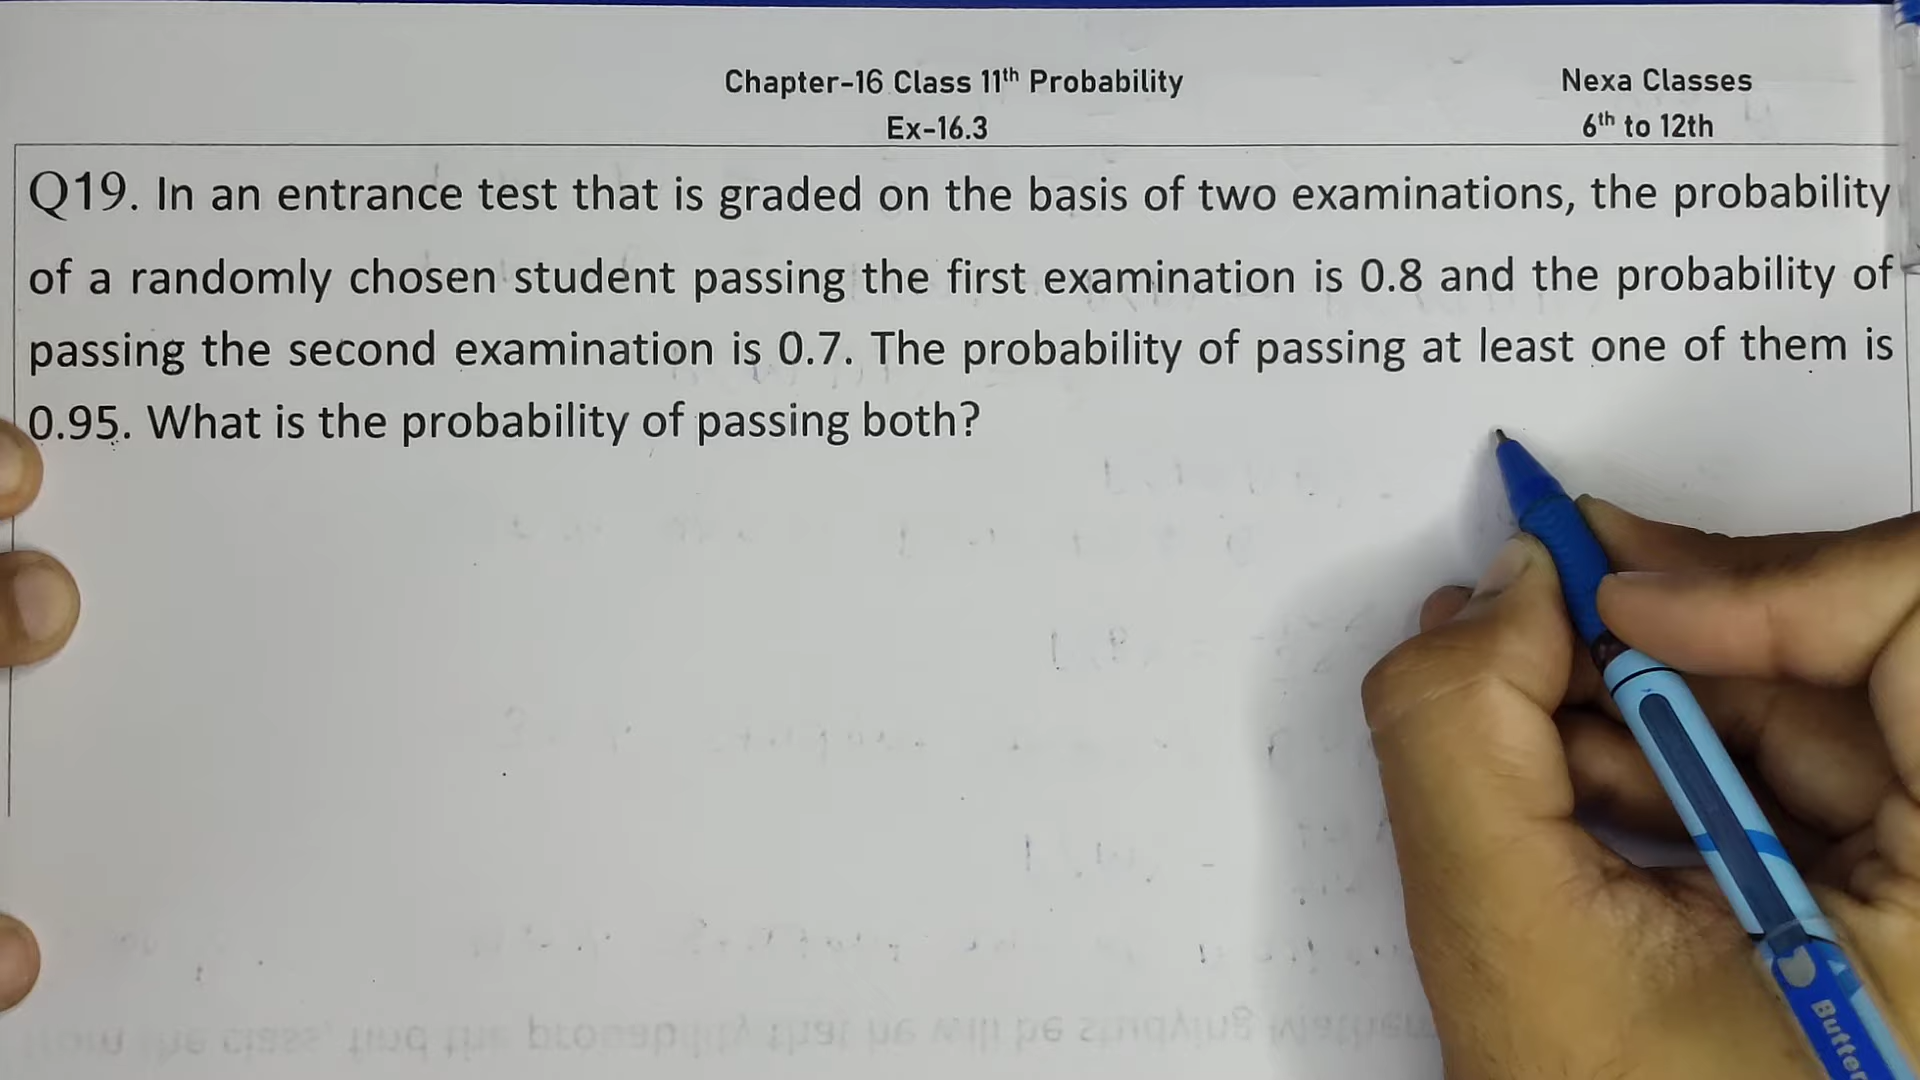 Chapter-16 Class 11th Probability
Nexa Classes
Ex-16.3
6th to 12th
Q19. In an entrance test that is graded on the basis of two examinations, the probability
of a randomly chosen student passing the first examination is 0.8 and the probability of
passing the second examination is 0.7. The probability of passing at least one of them is
0.95. What is the probability of passing both?
Butter